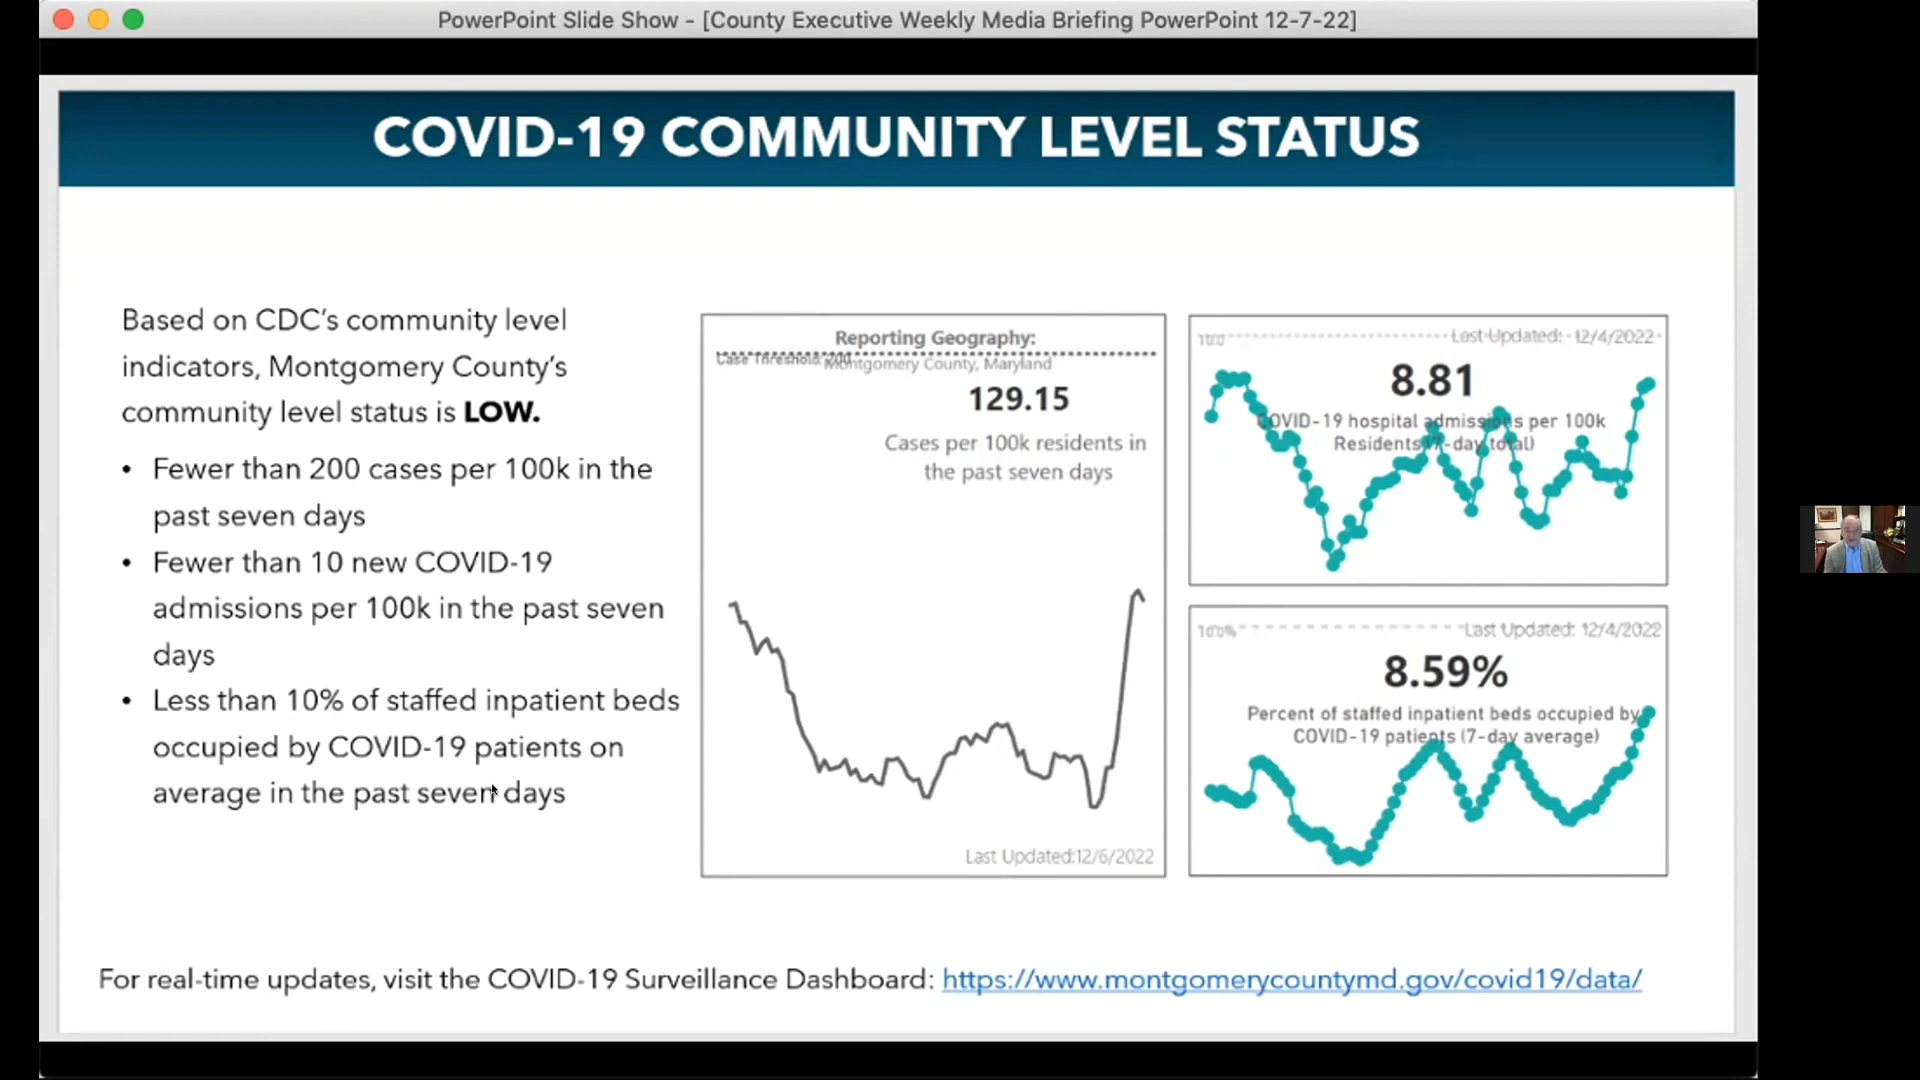 PowerPoint Slide Show - [County Executive Weekly Media Briefing PowerPoint 12-7-22]
COVID-19 COMMUNITY LEVEL STATUS
Based on CDC's community level
indicators, Montgomery County's
community level status is LOW.
• Fewer than 200 cases per 100k in the
past seven days
• Fewer than 10 new COVID-19
admissions per 100k in the past seven
days
• Less than 10% of staffed inpatient beds
occupied by COVID-19 patients on
average in the past seven days
Reporting Geography:
Case Threshold: 200
Montgomery County, Maryland
129.15
Cases per 100k residents in
the past seven days
Last Updated:12/6/2022
10.0
Last Updated: 12/4/2022
8.81
COVID-19 hospital admissions per 100k
Residents (7-day total)
10.0%
Last Updated: 12/4/2022
8.59%
Percent of staffed inpatient beds occupied by
COVID-19 patients (7-day average)
For real-time updates, visit the COVID-19 Surveillance Dashboard: https://www.montgomerycountymd.gov/covid19/data/